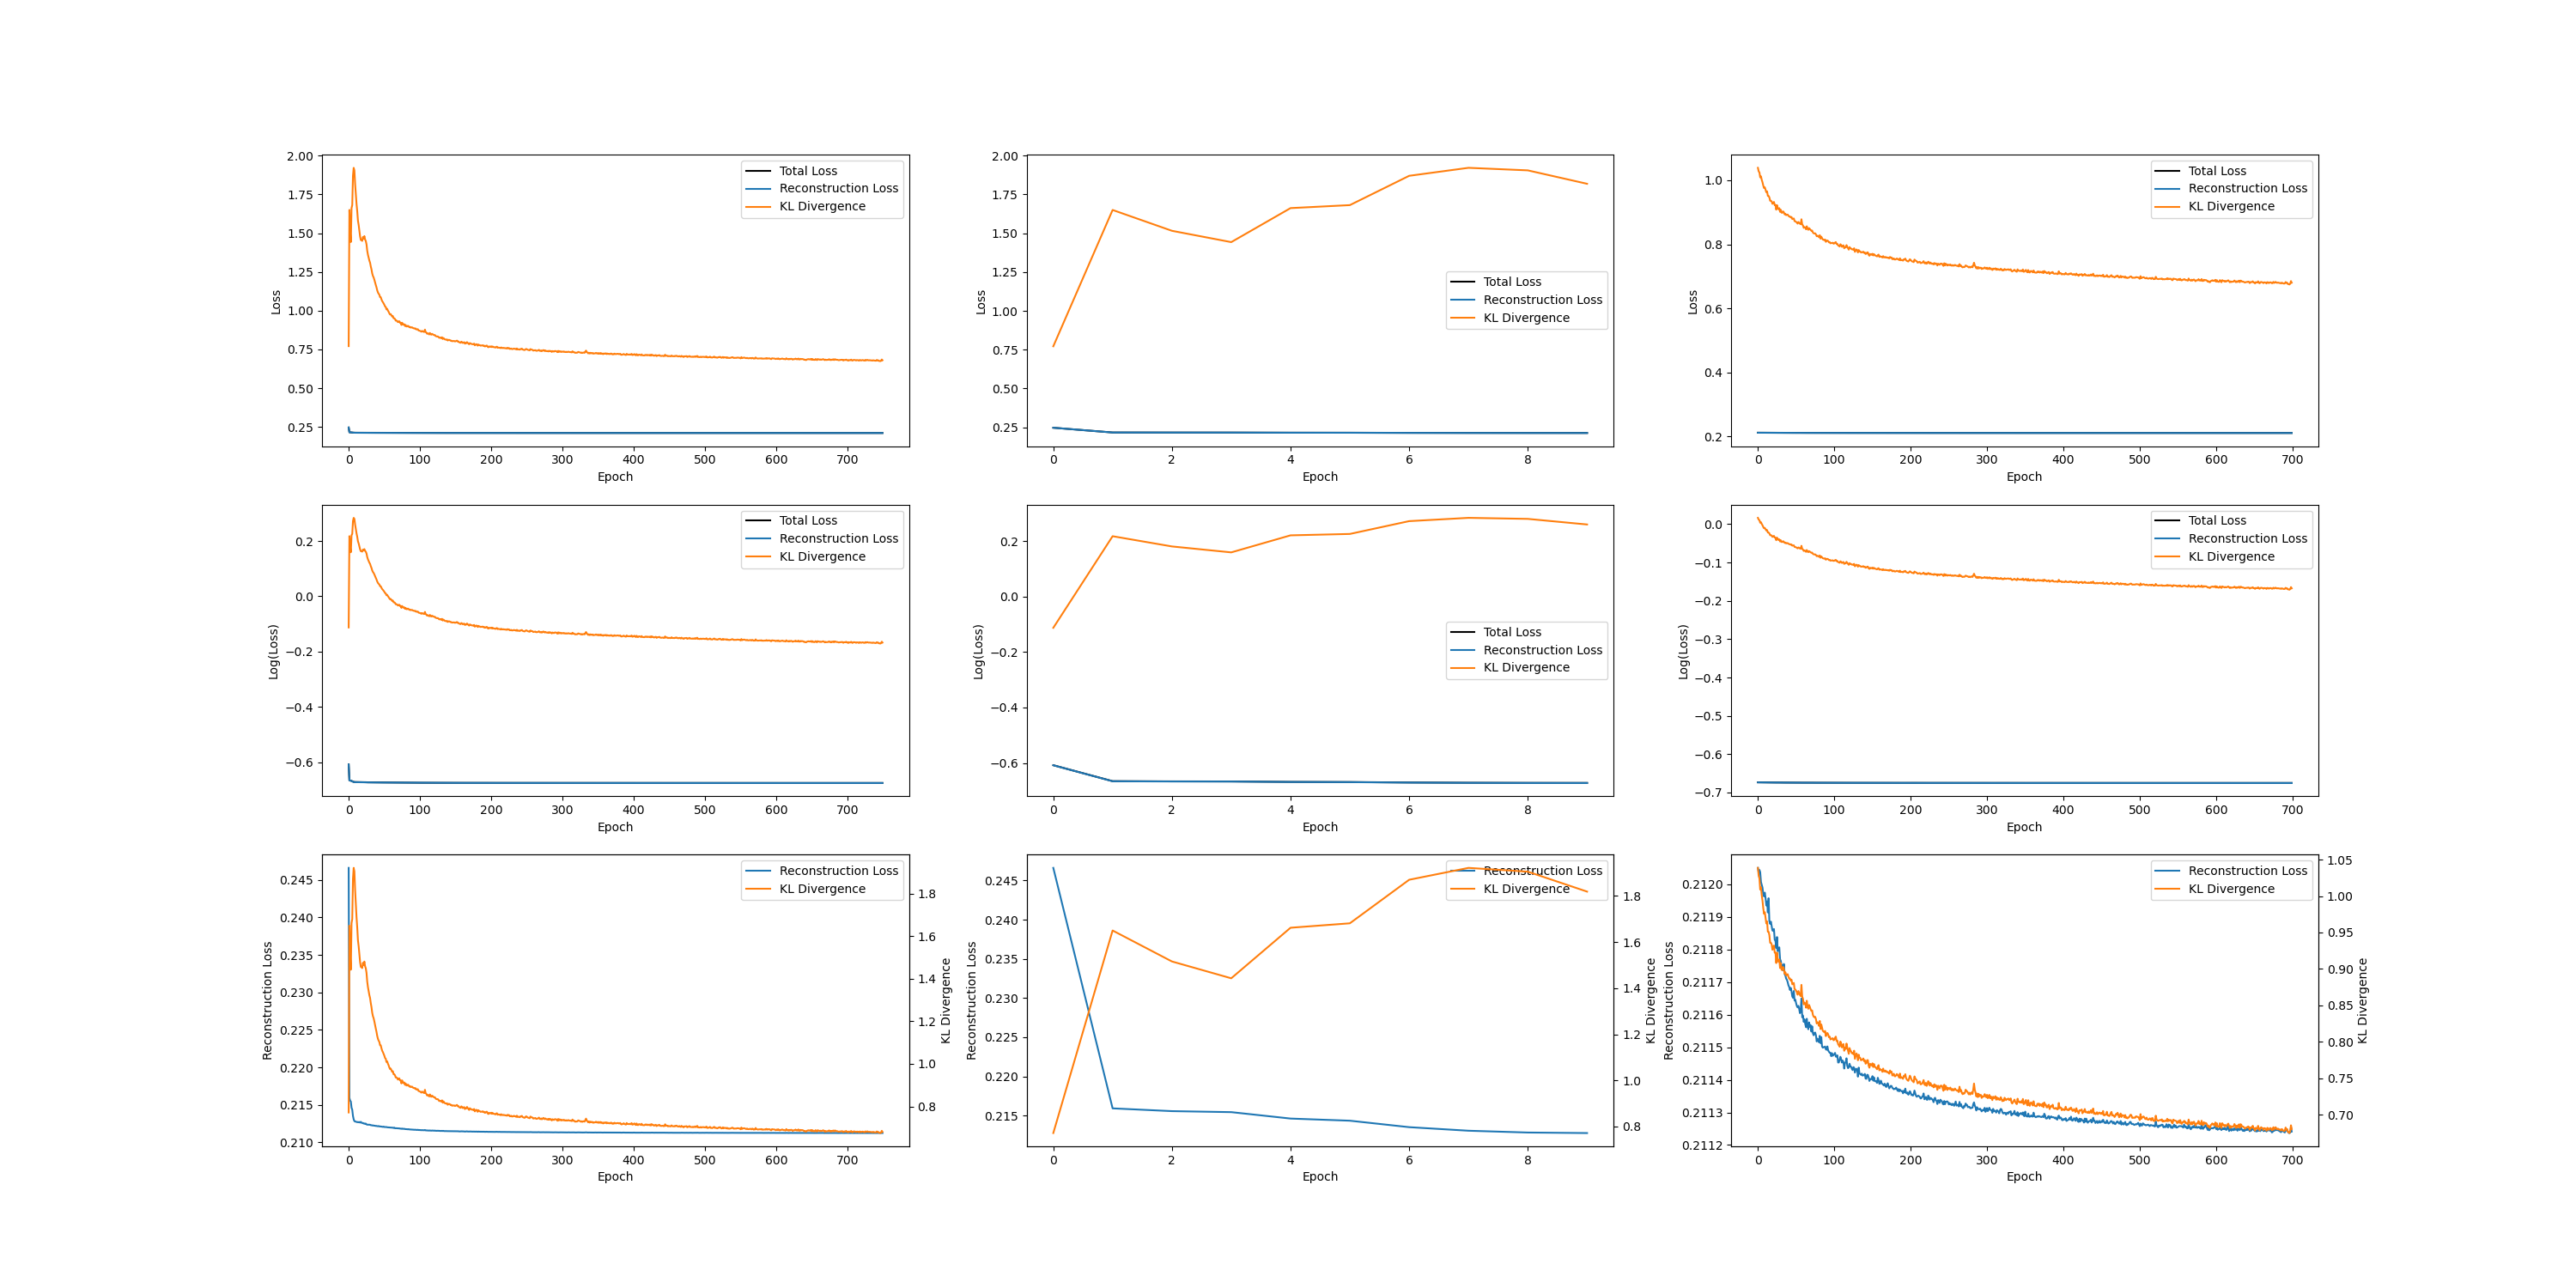 2.00
1.75
1.50
1.25
1.00
0.75
0.50
0.25
Loss
0 100 200 300 400 500 600 700
Epoch
Total Loss
Reconstruction Loss
KL Divergence
2.00
1.75
1.50
1.25
1.00
0.75
0.50
0.25
Loss
0 2 4 6 8
Epoch
Total Loss
Reconstruction Loss
KL Divergence
1.0
0.8
0.6
0.4
0.2
Loss
0 100 200 300 400 500 600 700
Epoch
Total Loss
Reconstruction Loss
KL Divergence
0.2
0.0
−0.2
−0.4
−0.6
Log(Loss)
0 100 200 300 400 500 600 700
Epoch
Total Loss
Reconstruction Loss
KL Divergence
0.2
0.0
−0.2
−0.4
−0.6
Log(Loss)
0 2 4 6 8
Epoch
Total Loss
Reconstruction Loss
KL Divergence
0.0
−0.1
−0.2
−0.3
−0.4
−0.5
−0.6
−0.7
Log(Loss)
0 100 200 300 400 500 600 700
Epoch
Total Loss
Reconstruction Loss
KL Divergence
0.245
0.240
0.235
0.230
0.225
0.220
0.215
0.210
Reconstruction Loss
0 100 200 300 400 500 600 700
Epoch
Reconstruction Loss
KL Divergence
1.8
1.6
1.4
1.2
1.0
0.8
KL Divergence
0.245
0.240
0.235
0.230
0.225
0.220
0.215
Reconstruction Loss
0 2 4 6 8
Epoch
Reconstruction Loss
KL Divergence
1.8
1.6
1.4
1.2
1.0
0.8
KL Divergence
0.2120
0.2119
0.2118
0.2117
0.2116
0.2115
0.2114
0.2113
0.2112
Reconstruction Loss
0 100 200 300 400 500 600 700
Epoch
Reconstruction Loss
KL Divergence
1.05
1.00
0.95
0.90
0.85
0.80
0.75
0.70
KL Divergence